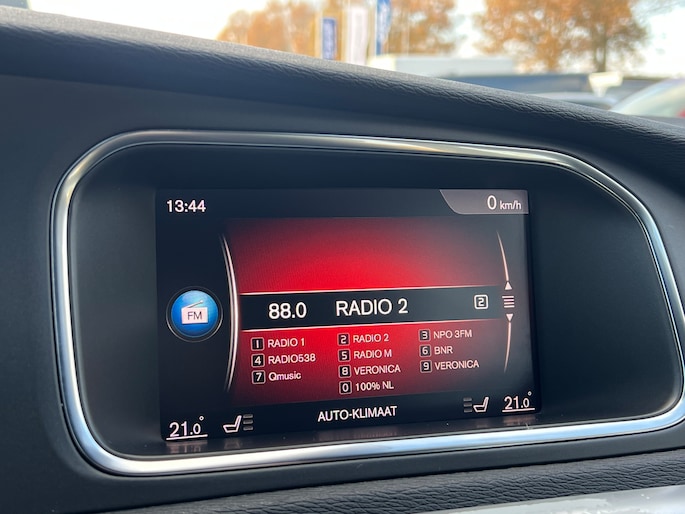 13:44
0 km/h
FM
88.0 RADIO 2 2
1 RADIO 1 2 RADIO 2 3 NPO 3FM
4 RADIO538 5 RADIO M 6 BNR
7 Qmusic 8 VERONICA 9 VERONICA
0 100% NL
AUTO-KLIMAAT
21.0° 21.0°